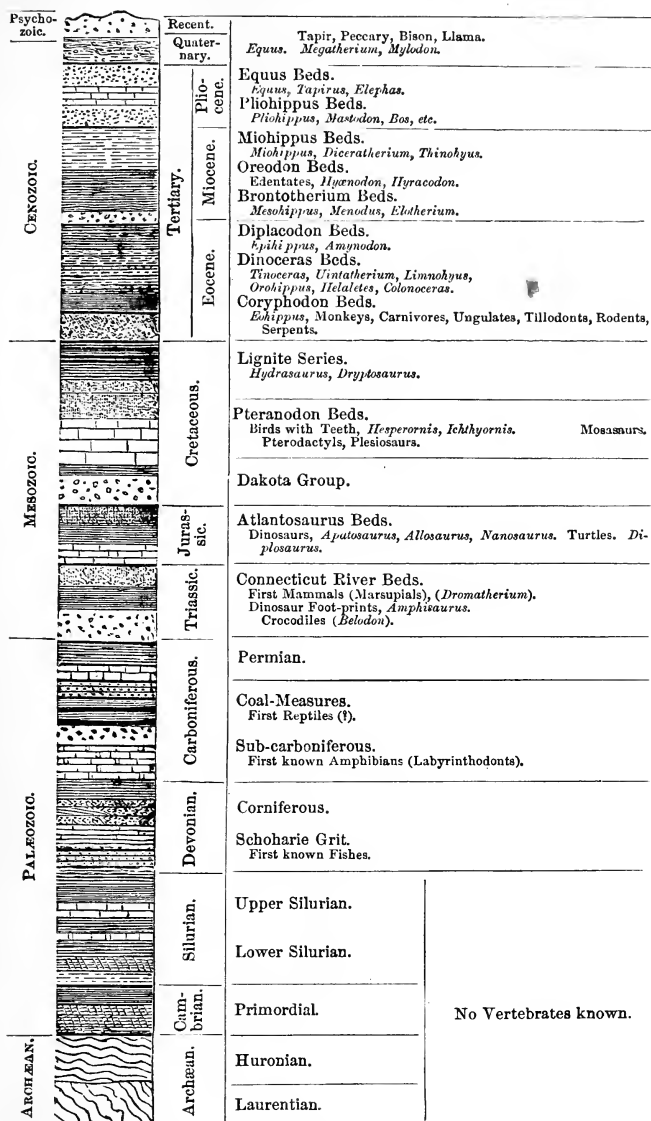 Psycho-
zoic.
Recent.
Quater-
nary.
Tapir, Peccary, Bison, Llama.
Equus. Megatherium, Mylodon.
CENOZOIC.
Tertiary.
Plio-
cene.
Equus Beds.
Equus, Tapirus, Elephas.
Pliohippus Beds.
Pliohippus, Mastodon, Bos, etc.
Miocene.
Miohippus Beds.
Miohippus, Diceratherium, Thinohyus.
Oreodon Beds.
Edentates, Hyænodon, Hyracodon.
Brontotherium Beds.
Mesohippus, Menodus, Elotherium.
Eocene.
Diplacodon Beds.
Epihippus, Amynodon.
Dinoceras Beds.
Tinoceras, Uintatherium, Limnohyus,
Orohippus, Helaletes, Colonoceras.
Coryphodon Beds.
Eohippus, Monkeys, Carnivores, Ungulates, Tillodonts, Rodents,
Serpents.
MESOZOIC.
Cretaceous.
Lignite Series.
Hydrasaurus, Dryptosaurus.
Pteranodon Beds.
Birds with Teeth, Hesperornis, Ichthyornis. Mosasaurs.
Pterodactyls, Plesiosaurs.
Dakota Group.
Juras-
sic.
Atlantosaurus Beds.
Dinosaurs, Apatosaurus, Allosaurus, Nanosaurus. Turtles. Di-
plosaurus.
Triassic.
Connecticut River Beds.
First Mammals (Marsupials), (Dromatherium).
Dinosaur Foot-prints, Amphisaurus.
Crocodiles (Belodon).
PALÆOZOIC.
Carboniferous.
Permian.
Coal-Measures.
First Reptiles (?).
Sub-carboniferous.
First known Amphibians (Labyrinthodonts).
Devonian.
Corniferous.
Schoharie Grit.
First known Fishes.
Silurian.
Upper Silurian.
Lower Silurian.
Cam-
brian.
Primordial.
No Vertebrates known.
ARCHÆAN.
Archæan.
Huronian.
Laurentian.